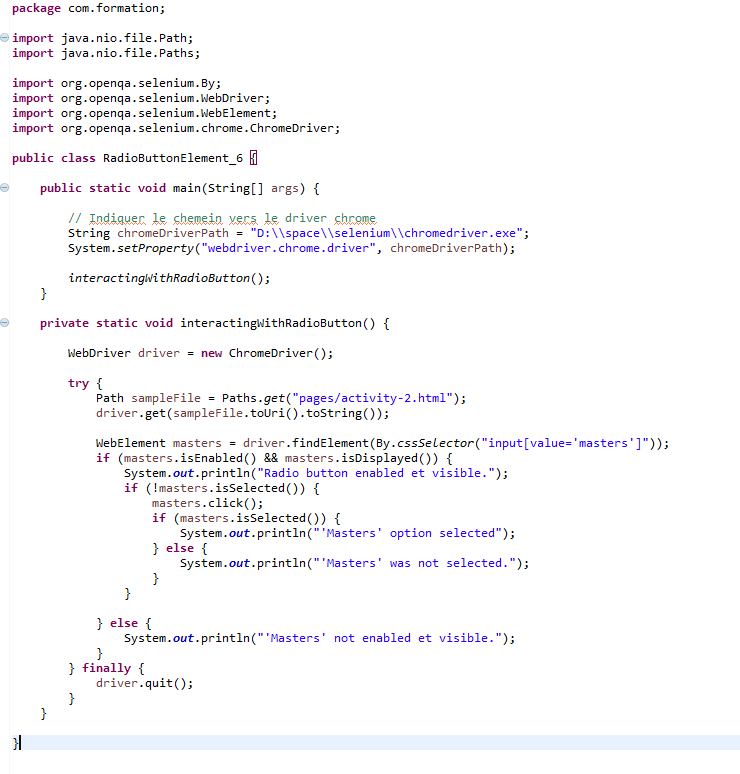 package com.formation;
import java.nio.file.Path;
import java.nio.file.Paths;
import org.openqa.selenium.By;
import org.openqa.selenium.WebDriver;
import org.openqa.selenium.WebElement;
import org.openqa.selenium.chrome.ChromeDriver;
public class RadioButtonElement_6 {
    public static void main(String[] args) {
        // Indiquer le chemein vers le driver chrome
        String chromeDriverPath = "D:\\space\\selenium\\chromedriver.exe";
        System.setProperty("webdriver.chrome.driver", chromeDriverPath);
        interactingWithRadioButton();
    }
    private static void interactingWithRadioButton() {
        WebDriver driver = new ChromeDriver();
        try {
            Path sampleFile = Paths.get("pages/activity-2.html");
            driver.get(sampleFile.toUri().toString());
            WebElement masters = driver.findElement(By.cssSelector("input[value='masters']"));
            if (masters.isEnabled() && masters.isDisplayed()) {
                System.out.println("Radio button enabled et visible.");
                if (!masters.isSelected()) {
                    masters.click();
                    if (masters.isSelected()) {
                        System.out.println("'Masters' option selected");
                    } else {
                        System.out.println("'Masters' was not selected.");
                    }
                }
            } else {
                System.out.println("'Masters' not enabled et visible.");
            }
        } finally {
            driver.quit();
        }
    }
}